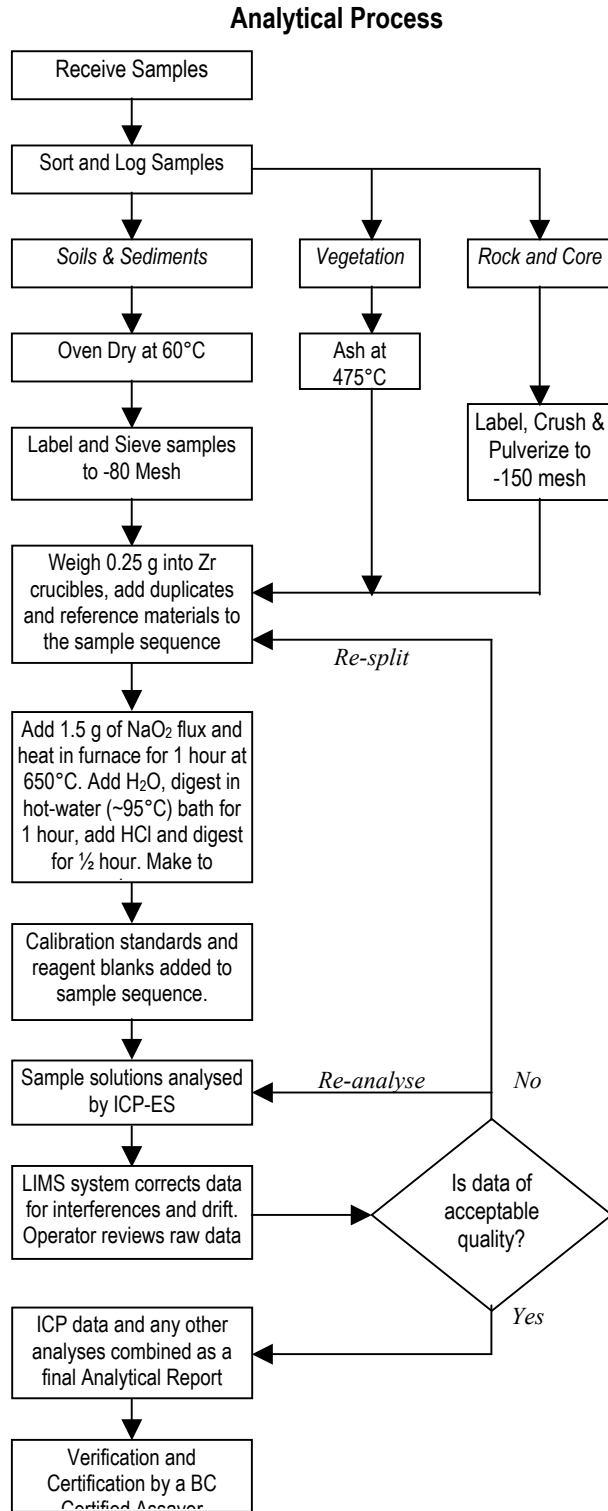 Analytical Process
Receive Samples
Sort and Log Samples
Soils & Sediments
Vegetation
Rock and Core
Oven Dry at 60°C
Ash at
475°C
Label and Sieve samples
to -80 Mesh
Label, Crush &
Pulverize to
-150 mesh
Weigh 0.25 g into Zr
crucibles, add duplicates
and reference materials to
the sample sequence
Re-split
Add 1.5 g of NaO₂ flux and
heat in furnace for 1 hour at
650°C. Add H₂O, digest in
hot-water (~95°C) bath for
1 hour, add HCl and digest
for ½ hour. Make to
Calibration standards and
reagent blanks added to
sample sequence.
Sample solutions analysed
by ICP-ES
Re-analyse
No
LIMS system corrects data
for interferences and drift.
Operator reviews raw data
Is data of
acceptable
quality?
Yes
ICP data and any other
analyses combined as a
final Analytical Report
Verification and
Certification by a BC
Certified Assayer